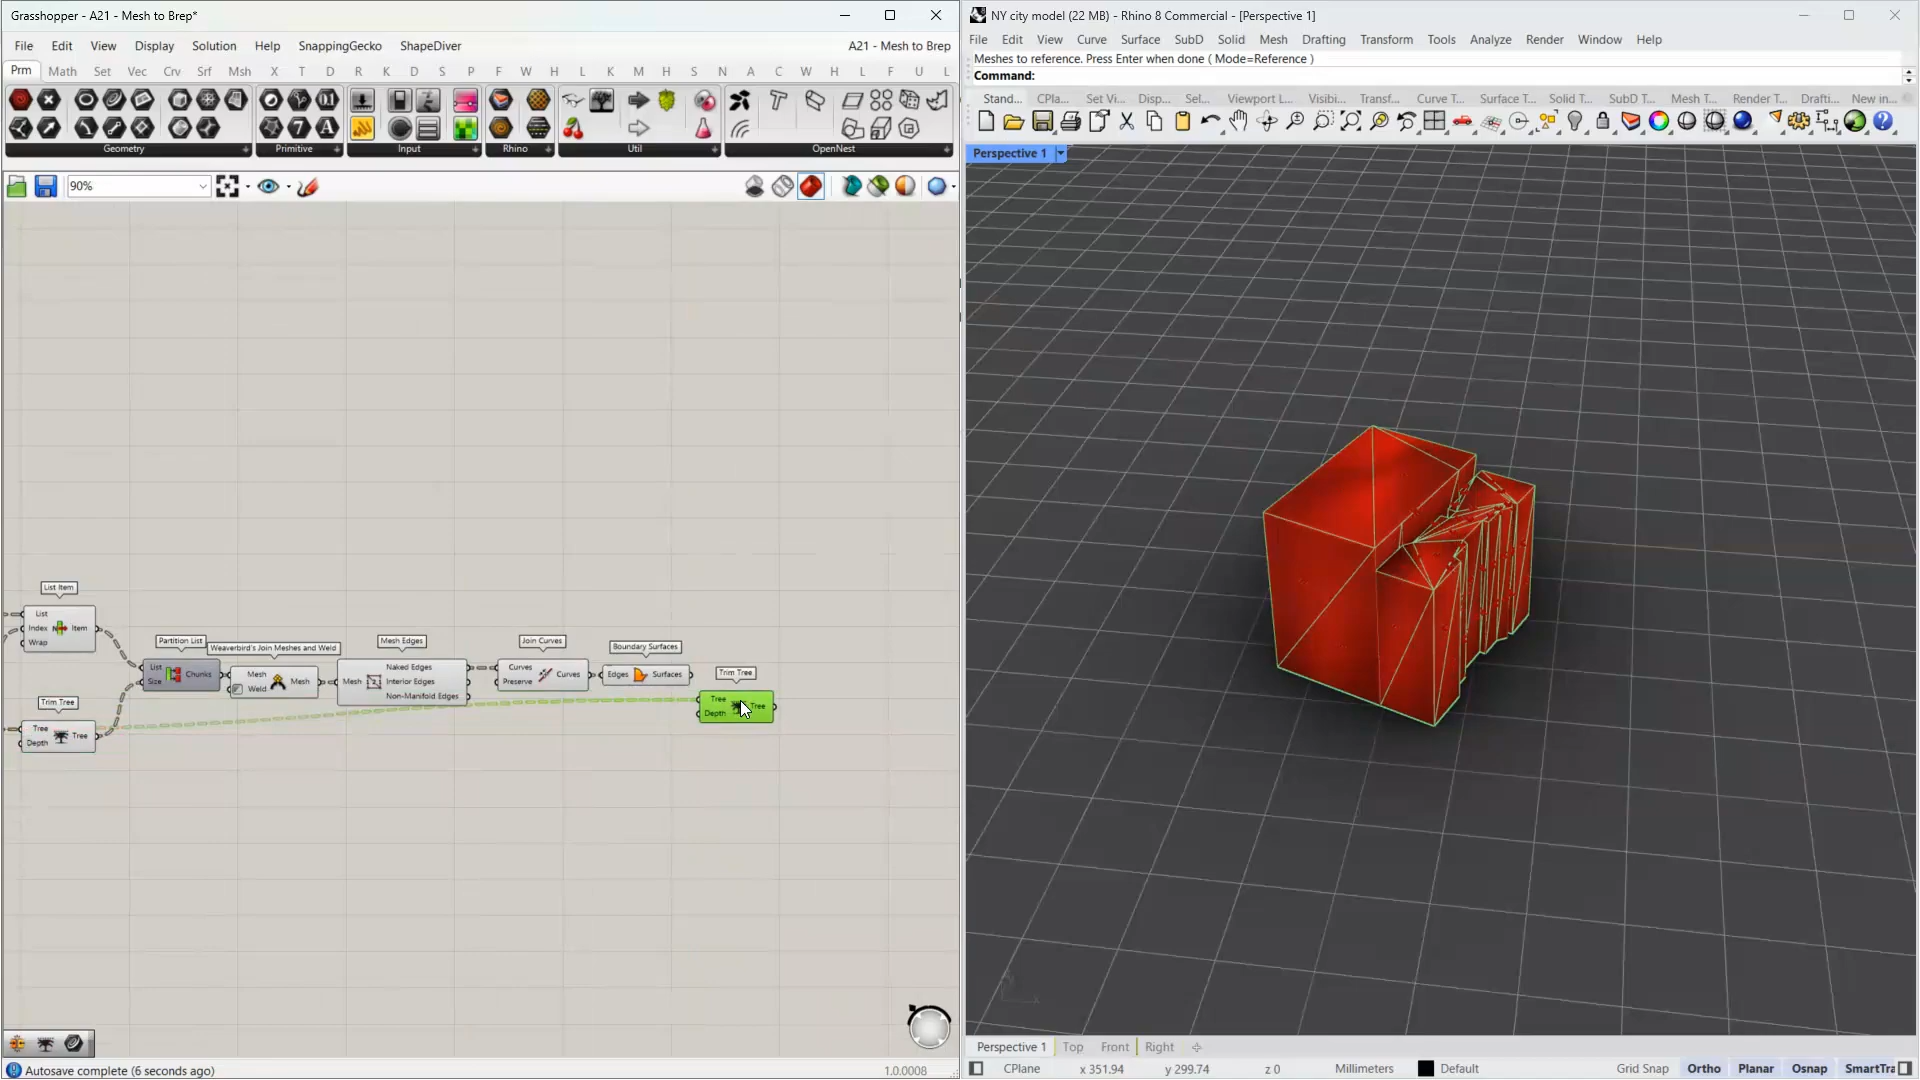 Grasshopper - A21 - Mesh to Brep*
File Edit View Display Solution Help SnappingGecko ShapeDiver A21 - Mesh to Brep
Prm Math Set Vec Crv Srf Msh X T D R K D S P F W H L K M H S N A C W H L F U L
Geometry Primitive Input Rhino Util OpenNest
90%
List Item
List
Index Item
Wrap
Partition List
List Chunks
Size
Weaverbird's Join Meshes and Weld
Mesh Mesh
Weld
Mesh Edges
Naked Edges
Mesh Interior Edges
Non-Manifold Edges
Join Curves
Curves Curves
Preserve
Boundary Surfaces
Edges Surfaces
Trim Tree
Tree Tree
Depth
Trim Tree
Tree Tree
Depth
Autosave complete (6 seconds ago) 1.0.0008
NY city model (22 MB) - Rhino 8 Commercial - [Perspective 1]
File Edit View Curve Surface SubD Solid Mesh Drafting Transform Tools Analyze Render Window Help
Meshes to reference. Press Enter when done ( Mode=Reference )
Command:
Stand... CPla... Set Vi... Disp... Sel... Viewport L... Visibi... Transf... Curve T... Surface T... Solid T... SubD T... Mesh T... Render T... Drafti... New in...
Perspective 1
Perspective 1 Top Front Right
CPlane x 351.94 y 299.74 z 0 Millimeters Default Grid Snap Ortho Planar Osnap SmartTra